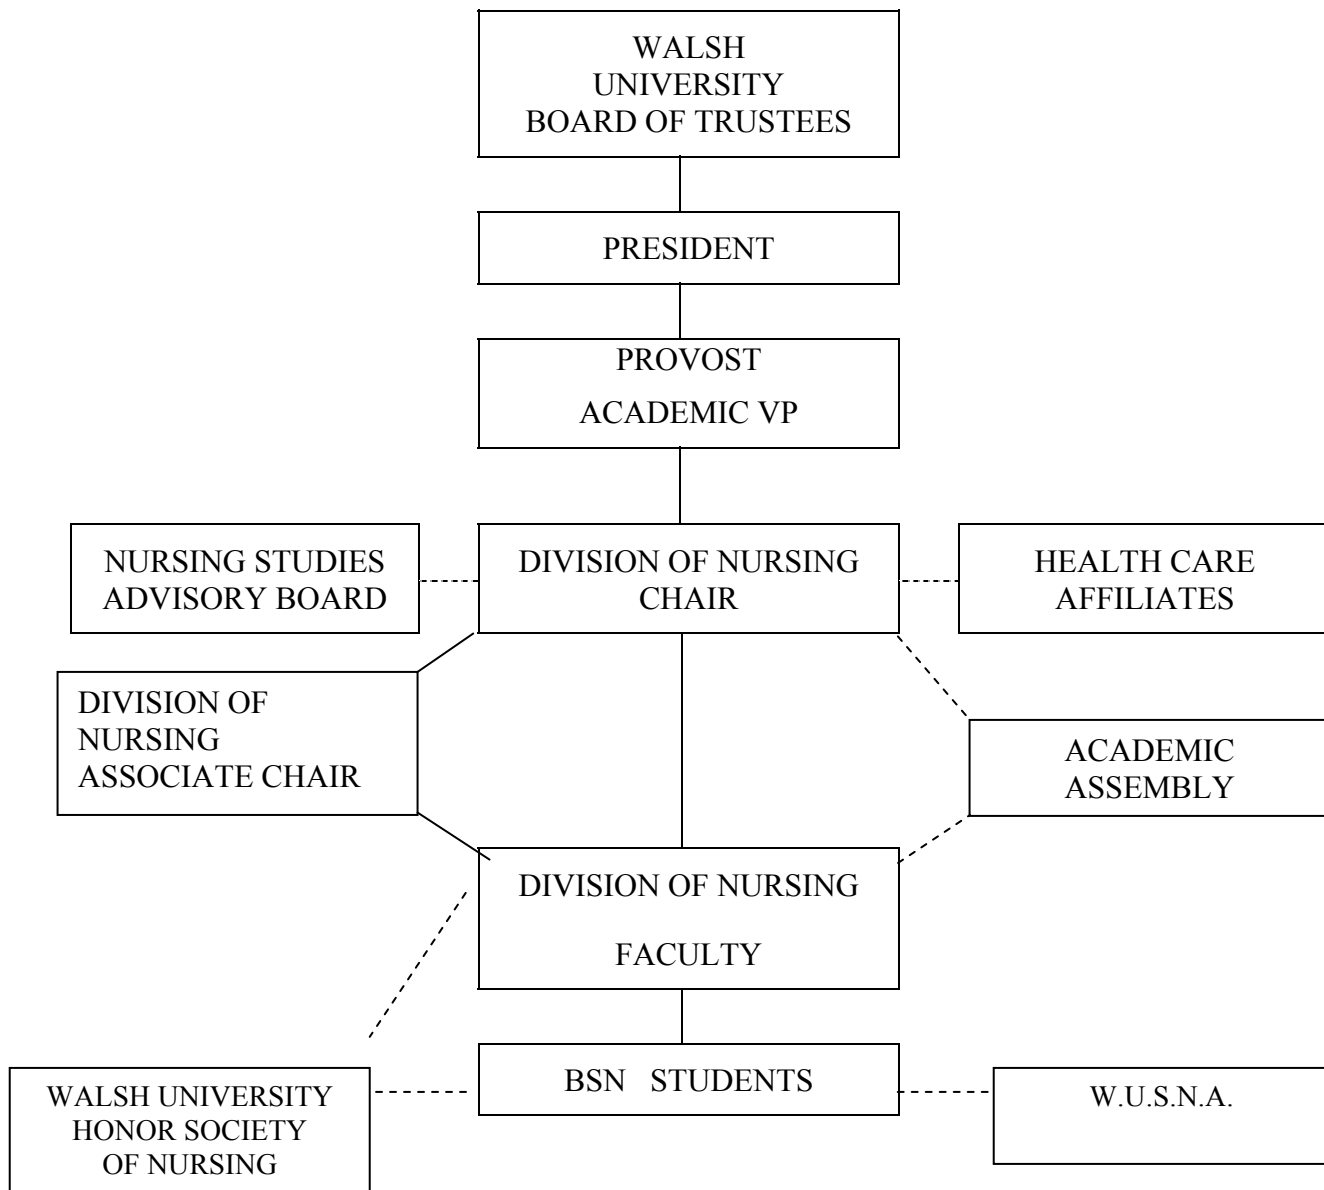 WALSH
UNIVERSITY
BOARD OF TRUSTEES
PRESIDENT
PROVOST
ACADEMIC VP
NURSING STUDIES
ADVISORY BOARD
DIVISION OF NURSING
CHAIR
HEALTH CARE
AFFILIATES
DIVISION OF
NURSING
ASSOCIATE CHAIR
ACADEMIC
ASSEMBLY
DIVISION OF NURSING
FACULTY
BSN STUDENTS
WALSH UNIVERSITY
HONOR SOCIETY
OF NURSING
W.U.S.N.A.